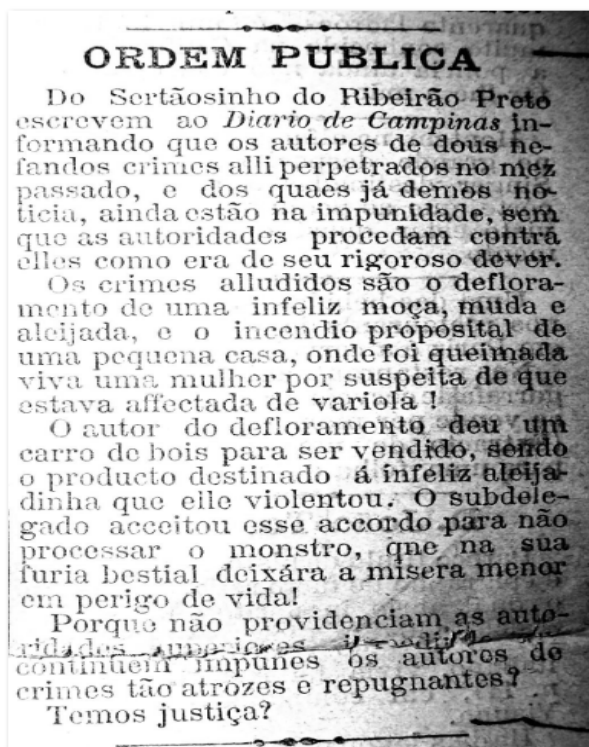 ORDEM PUBLICA
Do Sertãosinho do Ribeirão Preto
escrevem ao Diario de Campinas in-
formando que os autores de dous ne-
fandos crimes alli perpetrados no mez
passado, e dos quaes já demos no-
ticia, ainda estão na impunidade, sem
que as autoridades procedam contra
elles como era de seu rigoroso dever.
Os crimes alludidos são o deflora-
mento de uma infeliz moça, muda e
aleijada, e o incendio proposital de
uma pequena casa, onde foi queimada
viva uma mulher por suspeita de que
estava affectada de variola !
O autor do defloramento deu um
carro de bois para ser vendido, sendo
o producto destinado á infeliz aleija-
dinha que elle violentou. O subdele-
gado acceitou esse accordo para não
processar o monstro, qne na sua
furia bestial deixára a misera menor
em perigo de vida!
Porque não providenciam as auto-
ridades superiores
continuem impunes os autores de
crimes tão atrozes e repugnantes?
Temos justiça?